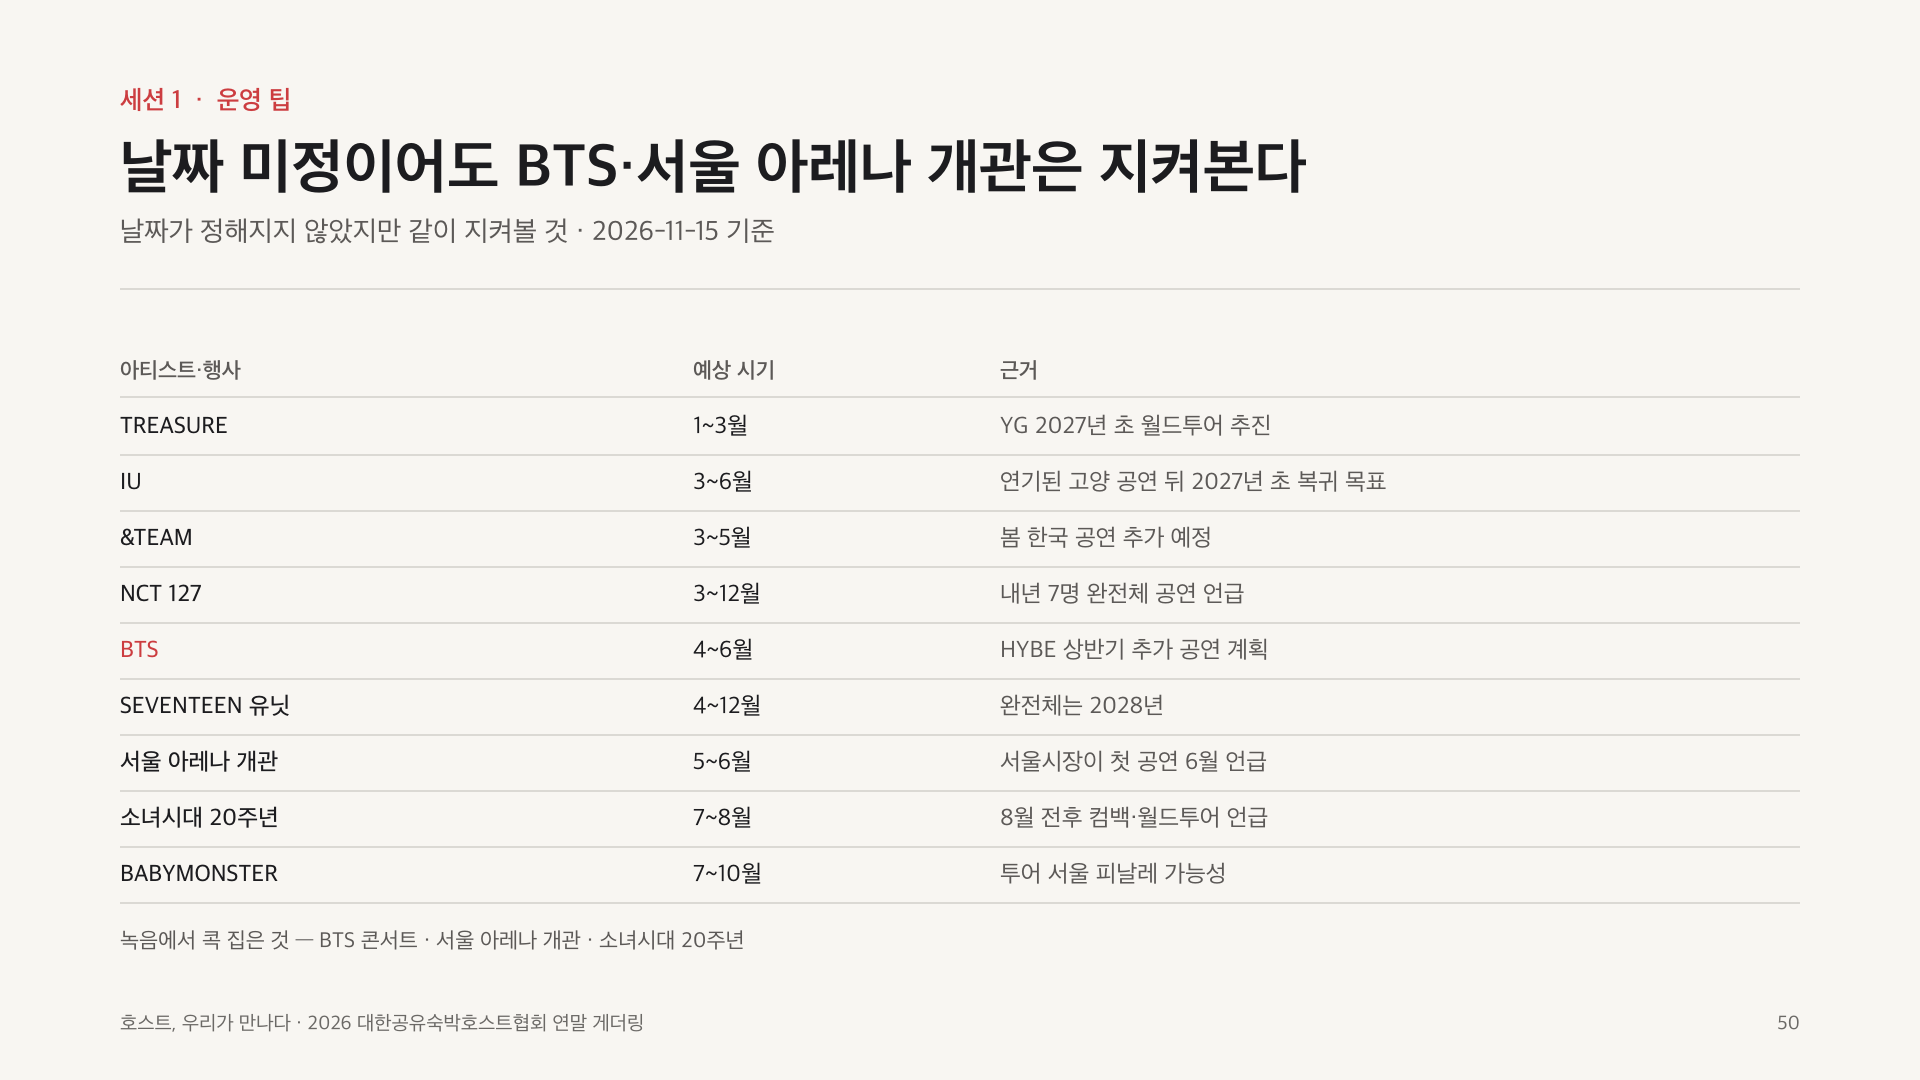 세션 1 · 운영 팁
날짜 미정이어도 BTS·서울 아레나 개관은 지켜본다
날짜가 정해지지 않았지만 같이 지켜볼 것 · 2026-11-15 기준
아티스트·행사 예상 시기 근거
TREASURE 1~3월 YG 2027년 초 월드투어 추진
IU 3~6월 연기된 고양 공연 뒤 2027년 초 복귀 목표
&TEAM 3~5월 봄 한국 공연 추가 예정
NCT 127 3~12월 내년 7명 완전체 공연 언급
BTS 4~6월 HYBE 상반기 추가 공연 계획
SEVENTEEN 유닛 4~12월 완전체는 2028년
서울 아레나 개관 5~6월 서울시장이 첫 공연 6월 언급
소녀시대 20주년 7~8월 8월 전후 컴백·월드투어 언급
BABYMONSTER 7~10월 투어 서울 피날레 가능성
녹음에서 콕 집은 것 — BTS 콘서트 · 서울 아레나 개관 · 소녀시대 20주년
호스트, 우리가 만나다 · 2026 대한공유숙박호스트협회 연말 게더링 50